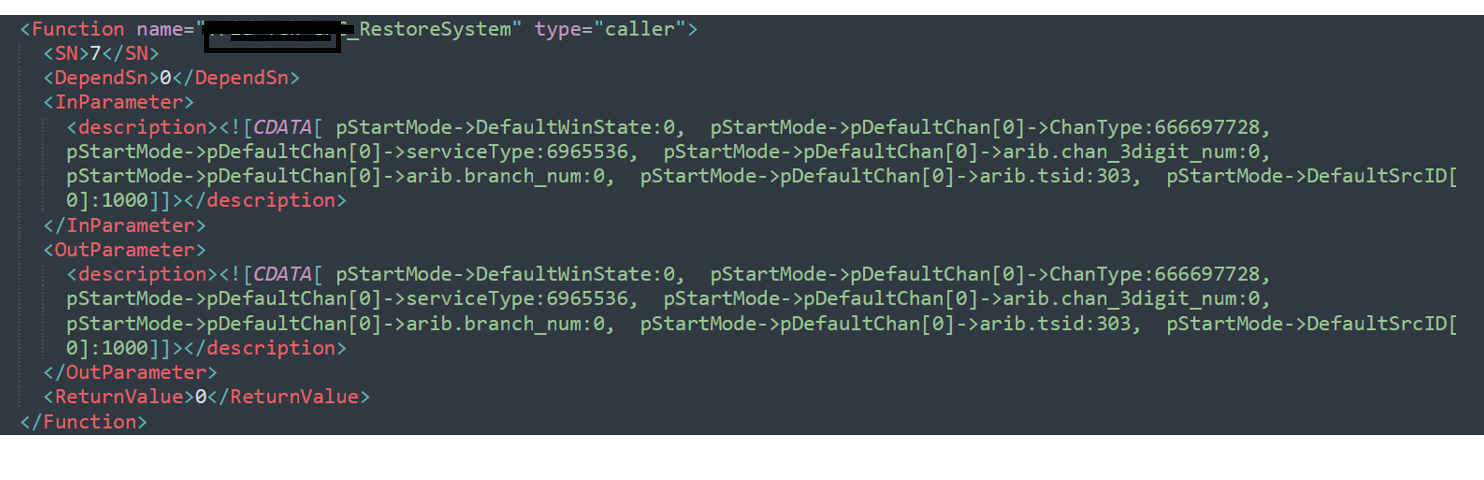 <Function name="_RestoreSystem" type="caller">
<SN>7</SN>
<DependSn>0</DependSn>
<InParameter>
<description><![CDATA[ pStartMode->DefaultWinState:0,  pStartMode->pDefaultChan[0]->ChanType:666697728,
pStartMode->pDefaultChan[0]->serviceType:6965536,  pStartMode->pDefaultChan[0]->arib.chan_3digit_num:0,
pStartMode->pDefaultChan[0]->arib.branch_num:0,  pStartMode->pDefaultChan[0]->arib.tsid:303,  pStartMode->DefaultSrcID[
0]:1000]]></description>
</InParameter>
<OutParameter>
<description><![CDATA[ pStartMode->DefaultWinState:0,  pStartMode->pDefaultChan[0]->ChanType:666697728,
pStartMode->pDefaultChan[0]->serviceType:6965536,  pStartMode->pDefaultChan[0]->arib.chan_3digit_num:0,
pStartMode->pDefaultChan[0]->arib.branch_num:0,  pStartMode->pDefaultChan[0]->arib.tsid:303,  pStartMode->DefaultSrcID[
0]:1000]]></description>
</OutParameter>
<ReturnValue>0</ReturnValue>
</Function>